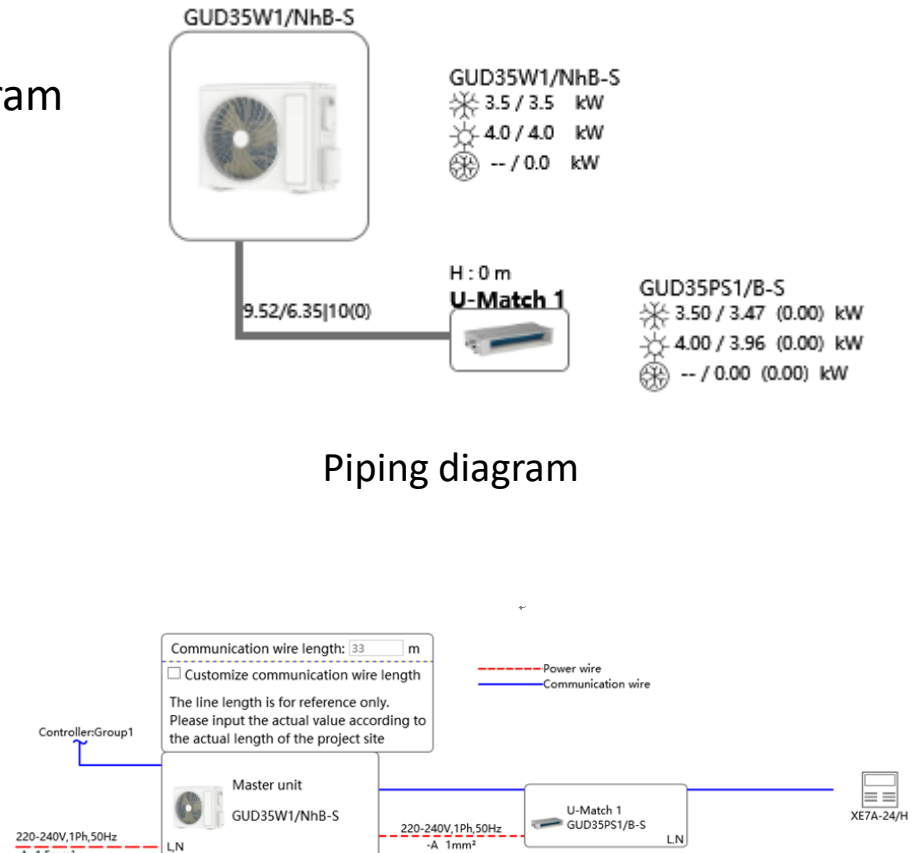 GUD35W1/NhB-S
ram
GUD35W1/NhB-S
3.5 / 3.5 kW
4.0 / 4.0 kW
-- / 0.0 kW
9.52/6.35|10(0)
H : 0 m
U-Match 1
GUD35PS1/B-S
3.50 / 3.47 (0.00) kW
4.00 / 3.96 (0.00) kW
-- / 0.00 (0.00) kW
Piping diagram
Communication wire length: 33 m
Customize communication wire length
The line length is for reference only.
Please input the actual value according to
the actual length of the project site
Power wire
Communication wire
Controller:Group1
Master unit
GUD35W1/NhB-S
220-240V,1Ph,50Hz
L,N
220-240V,1Ph,50Hz
-A 1mm²
U-Match 1
GUD35PS1/B-S
L,N
XE7A-24/H